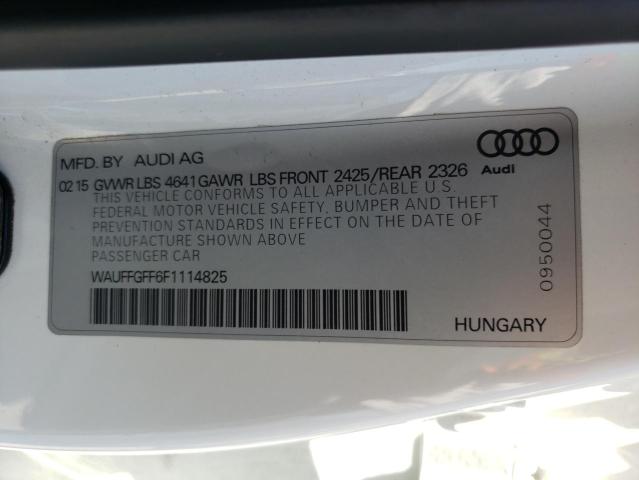 MFD. BY AUDI AG
02 15 GVWR LBS 4641 GAWR LBS FRONT 2425/REAR 2326
THIS VEHICLE CONFORMS TO ALL APPLICABLE U.S.
FEDERAL MOTOR VEHICLE SAFETY, BUMPER AND THEFT
PREVENTION STANDARDS IN EFFECT ON THE DATE OF
MANUFACTURE SHOWN ABOVE
PASSENGER CAR
WAUFFGFF6F1114825
Audi
0950044
HUNGARY